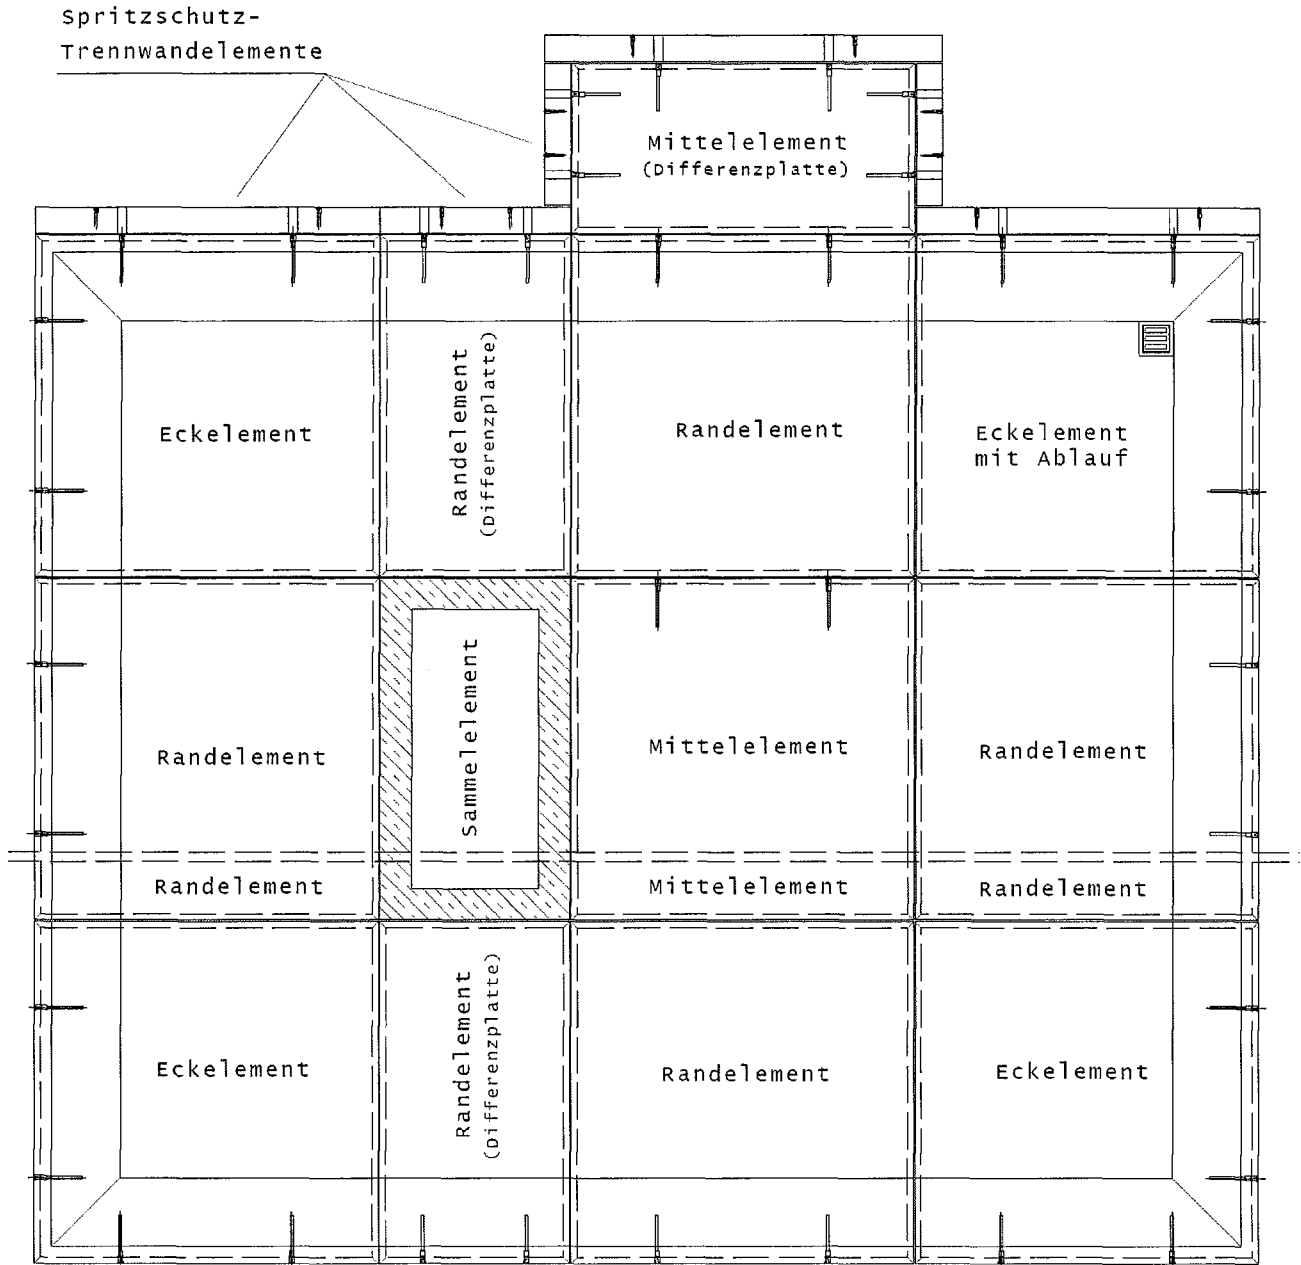 Spritzschutz-
Trennwandelemente
Mittelelement
(Differenzplatte)
Eckelement
Randelement
(Differenzplatte)
Randelement
Eckelement
mit Ablauf
Randelement
Sammelelement
Mittelelement
Randelement
Randelement
Mittelelement
Randelement
Eckelement
Randelement
(Differenzplatte)
Randelement
Eckelement